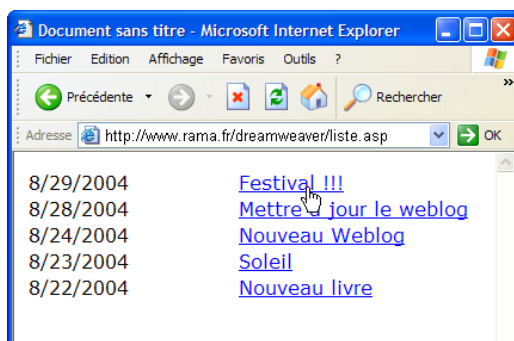 Document sans titre - Microsoft Internet Explorer
Fichier Edition Affichage Favoris Outils ?
Précédente Rechercher »
Adresse http://www.rama.fr/dreamweaver/liste.asp OK
8/29/2004 Festival !!!
8/28/2004 Mettre à jour le weblog
8/24/2004 Nouveau Weblog
8/23/2004 Soleil
8/22/2004 Nouveau livre